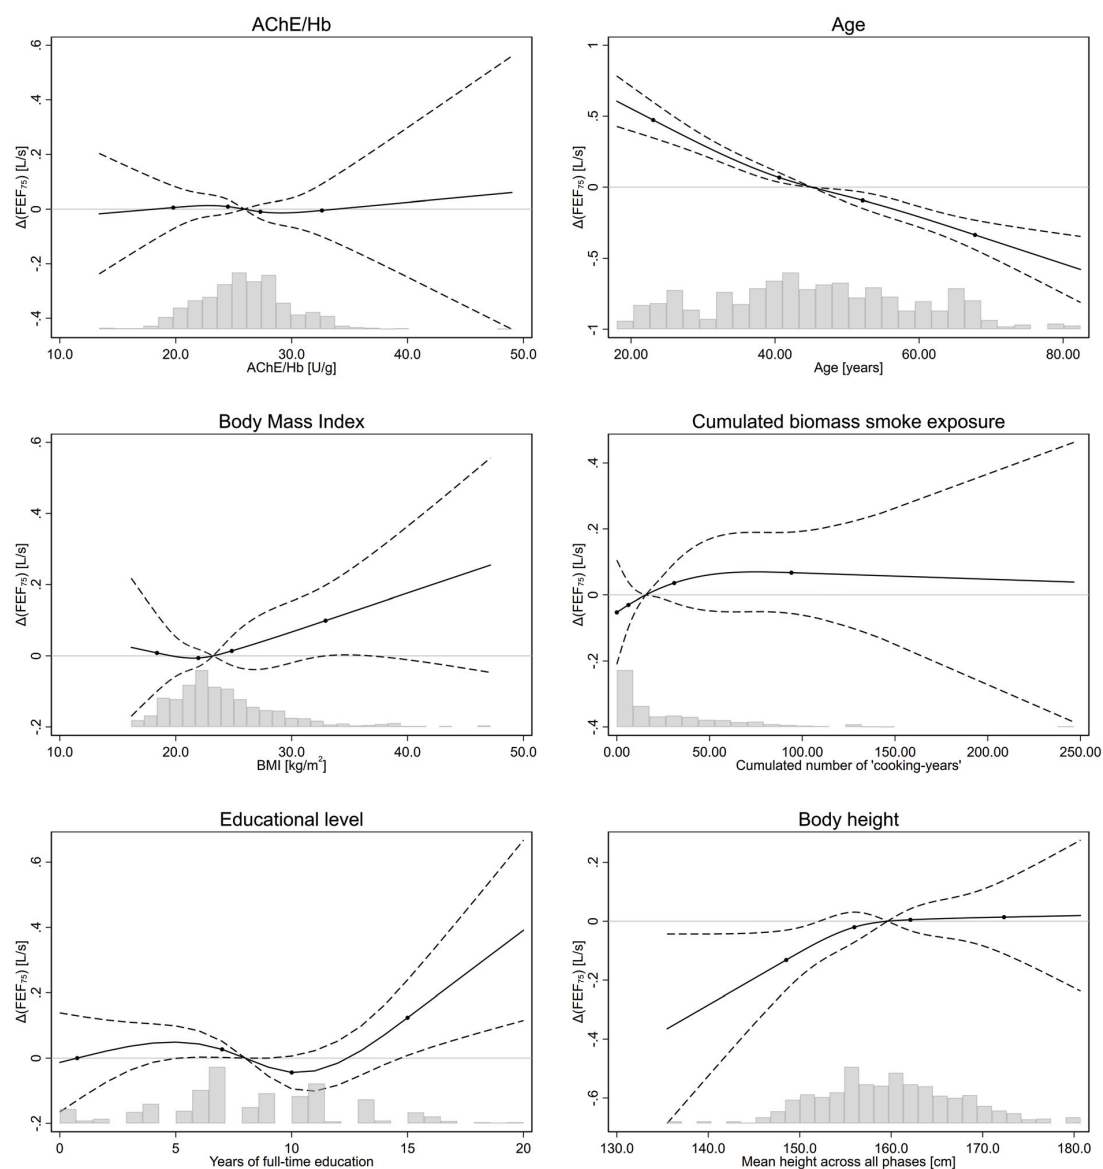 AChE/Hb
Δ(FEF75) [L/s]
.6
.4
.2
0
-.2
-.4
10.0 20.0 30.0 40.0 50.0
AChE/Hb [U/g]
Age
Δ(FEF75) [L/s]
1
.5
0
-.5
-1
20.00 40.00 60.00 80.00
Age [years]
Body Mass Index
Δ(FEF75) [L/s]
.6
.4
.2
0
-.2
10.0 20.0 30.0 40.0 50.0
BMI [kg/m²]
Cumulated biomass smoke exposure
Δ(FEF75) [L/s]
.4
.2
0
-.2
-.4
0.00 50.00 100.00 150.00 200.00 250.00
Cumulated number of 'cooking-years'
Educational level
Δ(FEF75) [L/s]
.6
.4
.2
0
-.2
0 5 10 15 20
Years of full-time education
Body height
Δ(FEF75) [L/s]
.2
0
-.2
-.4
-.6
130.0 140.0 150.0 160.0 170.0 180.0
Mean height across all phases [cm]